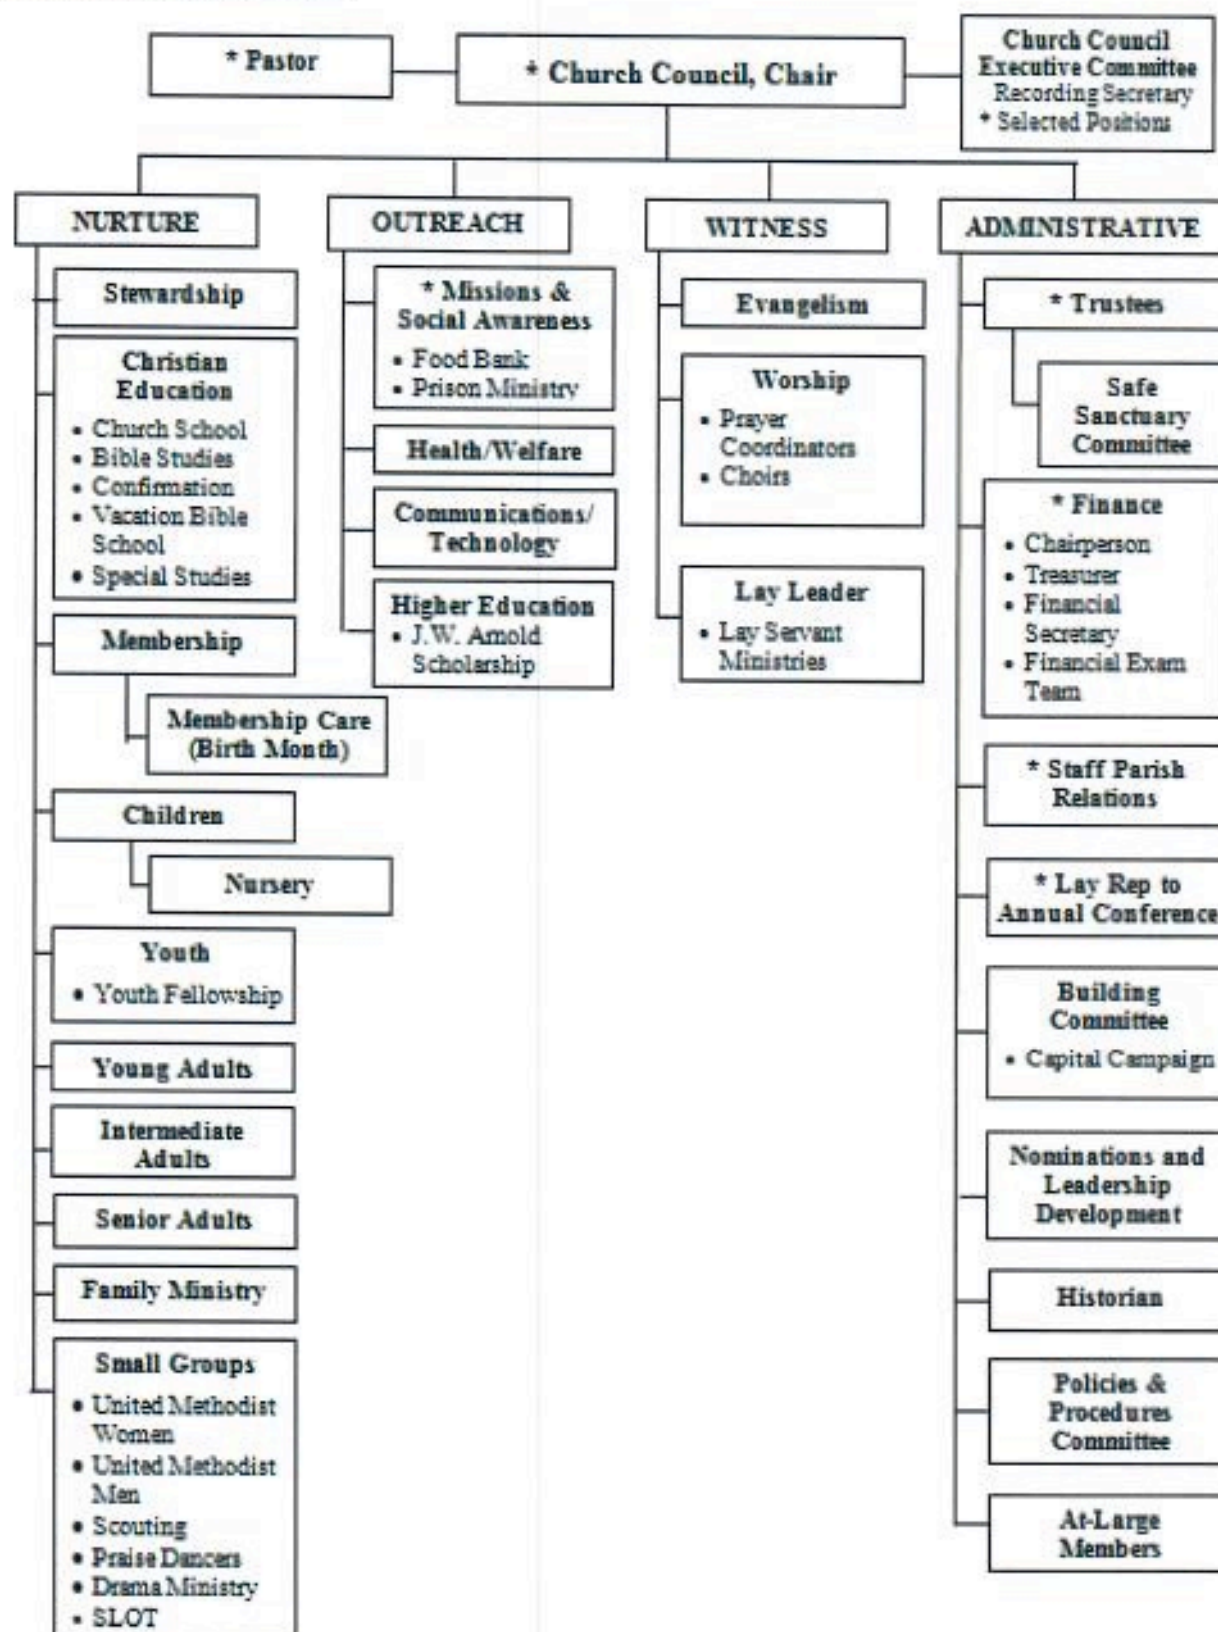 * Pastor
* Church Council, Chair
Church Council
Executive Committee
Recording Secretary
* Selected Positions
NURTURE
Stewardship
Christian
Education
• Church School
• Bible Studies
• Confirmation
• Vacation Bible
School
• Special Studies
Membership
Membership Care
(Birth Month)
Children
Nursery
Youth
• Youth Fellowship
Young Adults
Intermediate
Adults
Senior Adults
Family Ministry
Small Groups
• United Methodist
Women
• United Methodist
Men
• Scouting
• Praise Dancers
• Drama Ministry
• SLOT
OUTREACH
* Missions &
Social Awareness
• Food Bank
• Prison Ministry
Health/Welfare
Communications/
Technology
Higher Education
• J.W. Arnold
Scholarship
WITNESS
Evangelism
Worship
• Prayer
Coordinators
• Choirs
Lay Leader
• Lay Servant
Ministries
ADMINISTRATIVE
* Trustees
Safe
Sanctuary
Committee
* Finance
• Chairperson
• Treasurer
• Financial
Secretary
• Financial Exam
Team
* Staff Parish
Relations
* Lay Rep to
Annual Conference
Building
Committee
• Capital Campaign
Nominations and
Leadership
Development
Historian
Policies &
Procedures
Committee
At-Large
Members